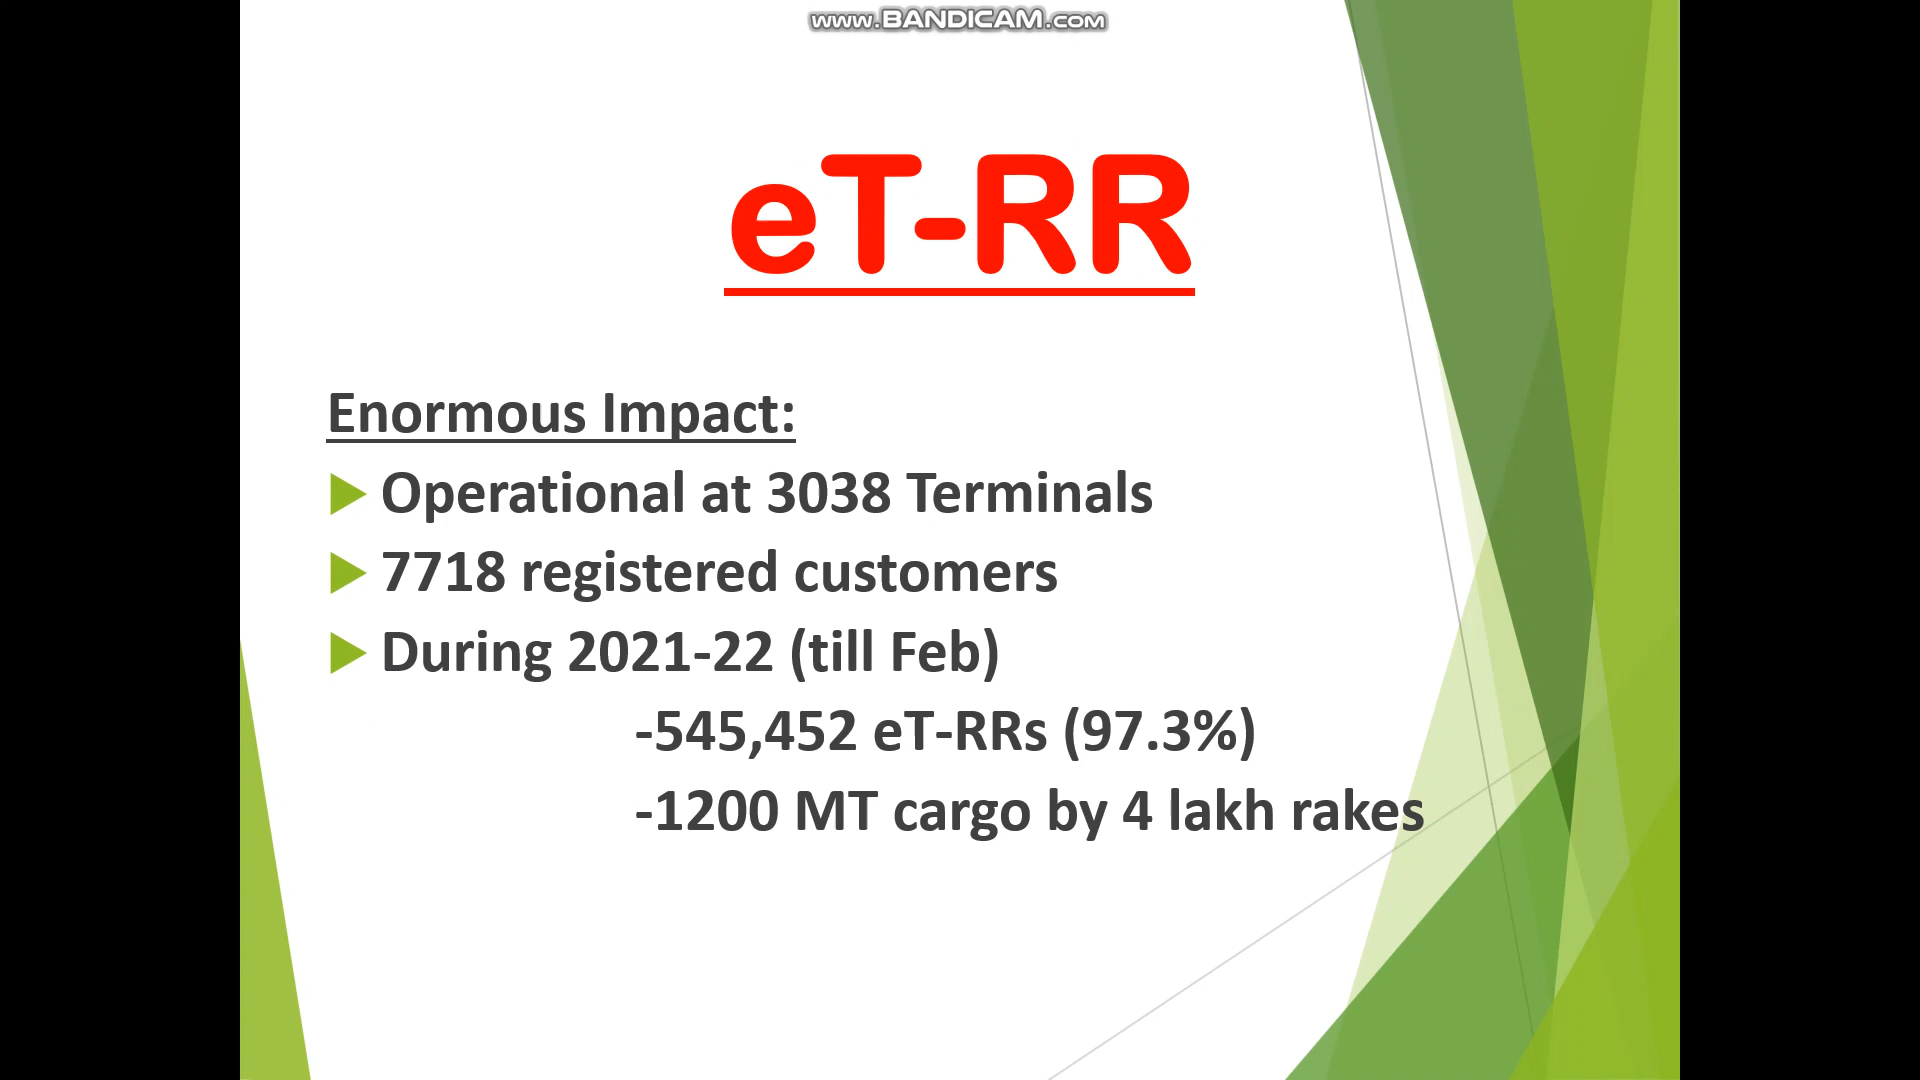 www.BANDICAM.com
eT-RR
Enormous Impact:
Operational at 3038 Terminals
7718 registered customers
During 2021-22 (till Feb)
-545,452 eT-RRs (97.3%)
-1200 MT cargo by 4 lakh rakes